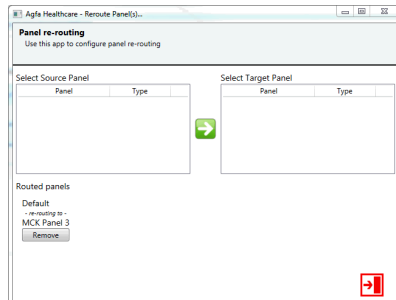 Agfa Healthcare - Reroute Panel(s)...
Panel re-routing
Use this app to configure panel re-routing
Select Source Panel
Select Target Panel
Panel Type
Panel Type
Routed panels
Default
- re-routing to -
MCK Panel 3
Remove